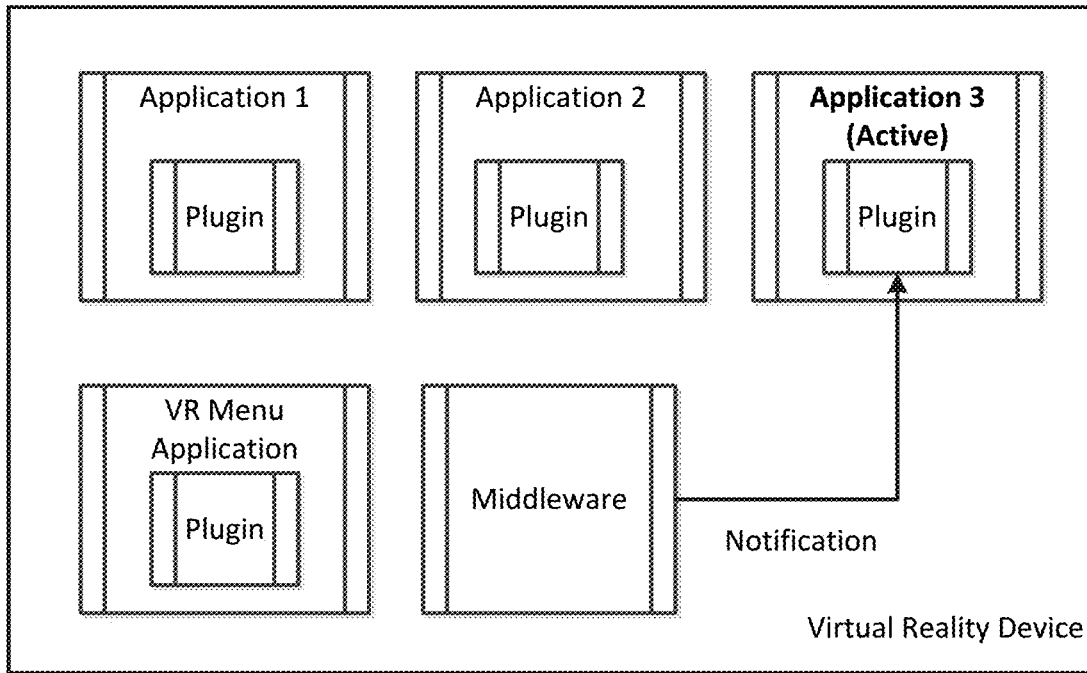 Application 1
Plugin
Application 2
Plugin
Application 3
(Active)
Plugin
VR Menu
Application
Plugin
Middleware
Notification
Virtual Reality Device